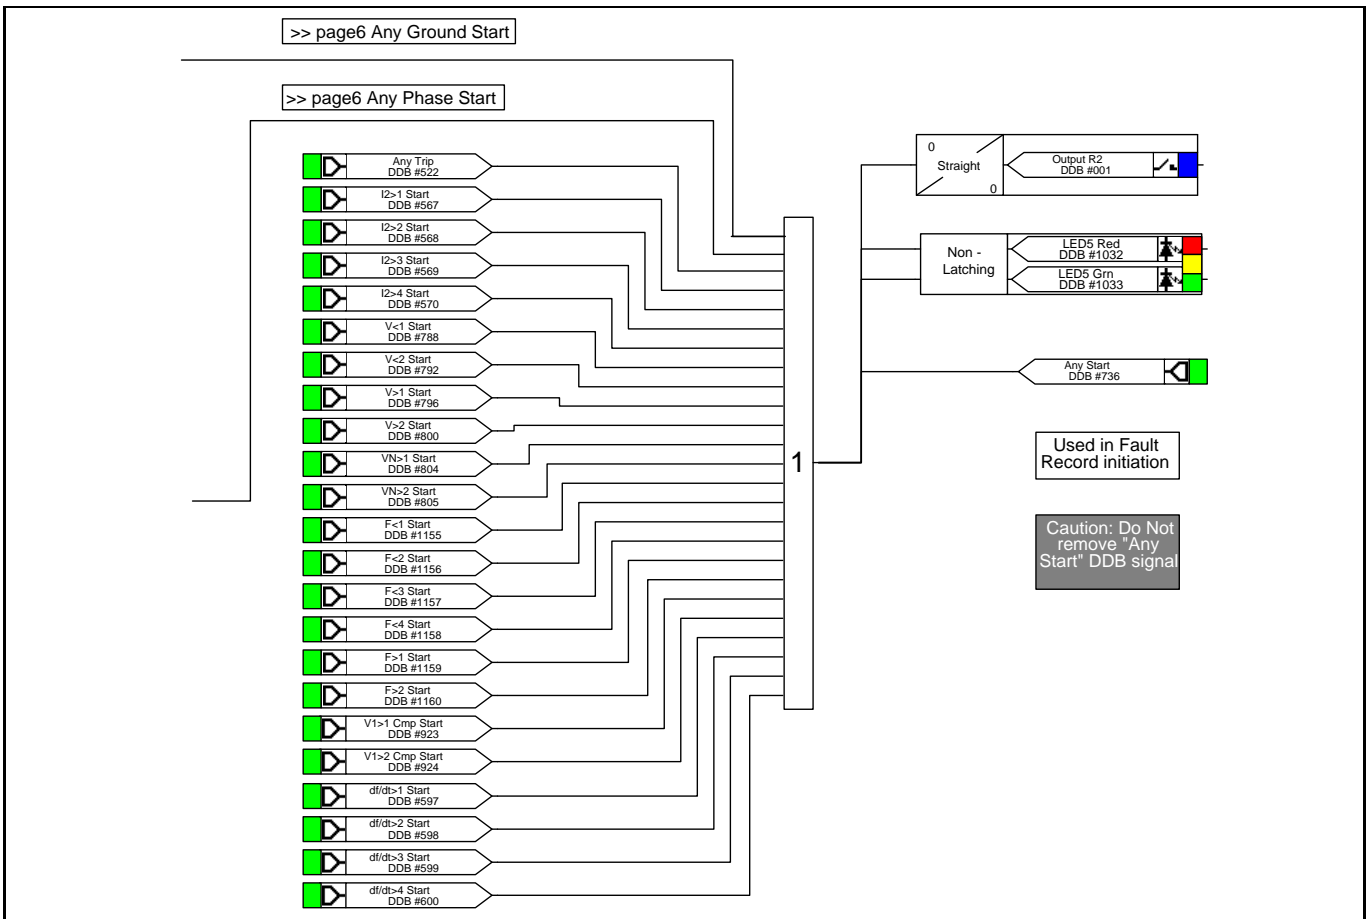 >> page6 Any Ground Start
>> page6 Any Phase Start
Any Trip
DDB #522
I2>1 Start
DDB #567
I2>2 Start
DDB #568
I2>3 Start
DDB #569
I2>4 Start
DDB #570
V<1 Start
DDB #788
V<2 Start
DDB #792
V>1 Start
DDB #796
V>2 Start
DDB #800
VN>1 Start
DDB #804
VN>2 Start
DDB #805
F<1 Start
DDB #1155
F<2 Start
DDB #1156
F<3 Start
DDB #1157
F<4 Start
DDB #1158
F>1 Start
DDB #1159
F>2 Start
DDB #1160
V1>1 Cmp Start
DDB #923
V1>2 Cmp Start
DDB #924
df/dt>1 Start
DDB #597
df/dt>2 Start
DDB #598
df/dt>3 Start
DDB #599
df/dt>4 Start
DDB #600
1
0
Straight
0
Output R2
DDB #001
Non -
Latching
LED5 Red
DDB #1032
LED5 Grn
DDB #1033
Any Start
DDB #736
Used in Fault
Record initiation
Caution: Do Not
remove "Any
Start" DDB signal